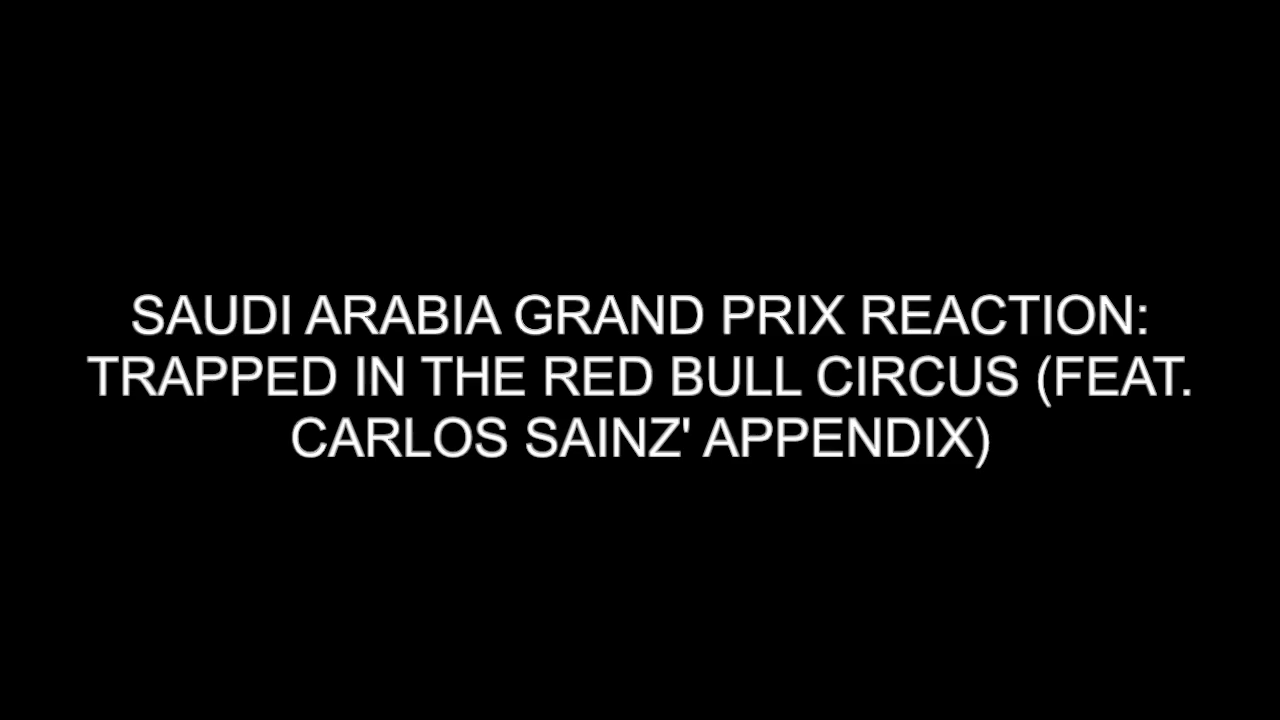 SAUDI ARABIA GRAND PRIX REACTION:
TRAPPED IN THE RED BULL CIRCUS (FEAT.
CARLOS SAINZ' APPENDIX)